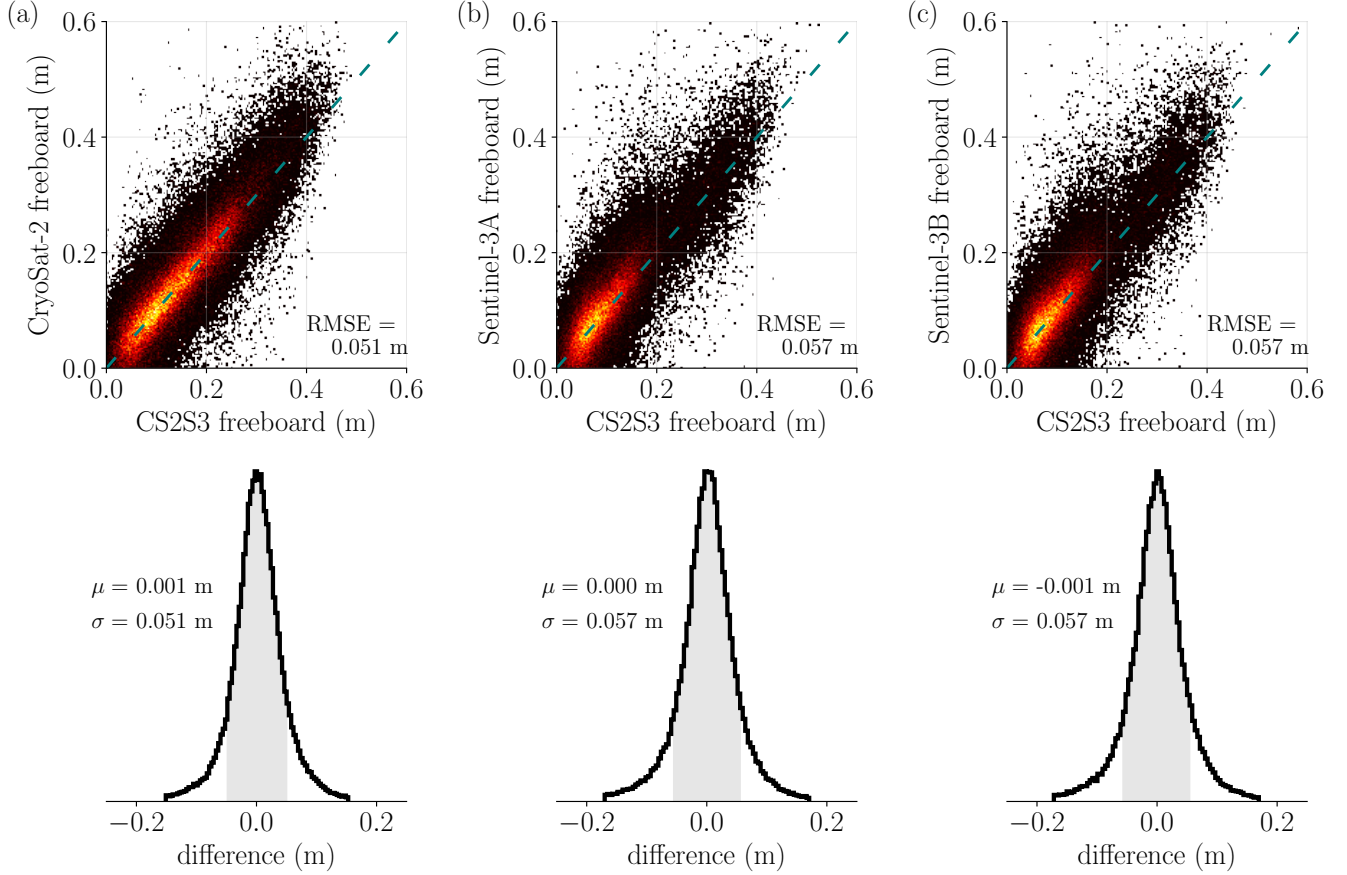 (a)
CryoSat-2 freeboard (m)
0.6
0.4
0.2
0.0
RMSE =
0.051 m
0.0 0.2 0.4 0.6
CS2S3 freeboard (m)
(b)
Sentinel-3A freeboard (m)
0.6
0.4
0.2
0.0
RMSE =
0.057 m
0.0 0.2 0.4 0.6
CS2S3 freeboard (m)
(c)
Sentinel-3B freeboard (m)
0.6
0.4
0.2
0.0
RMSE =
0.057 m
0.0 0.2 0.4 0.6
CS2S3 freeboard (m)
μ = 0.001 m
σ = 0.051 m
−0.2 0.0 0.2
difference (m)
μ = 0.000 m
σ = 0.057 m
−0.2 0.0 0.2
difference (m)
μ = -0.001 m
σ = 0.057 m
−0.2 0.0 0.2
difference (m)